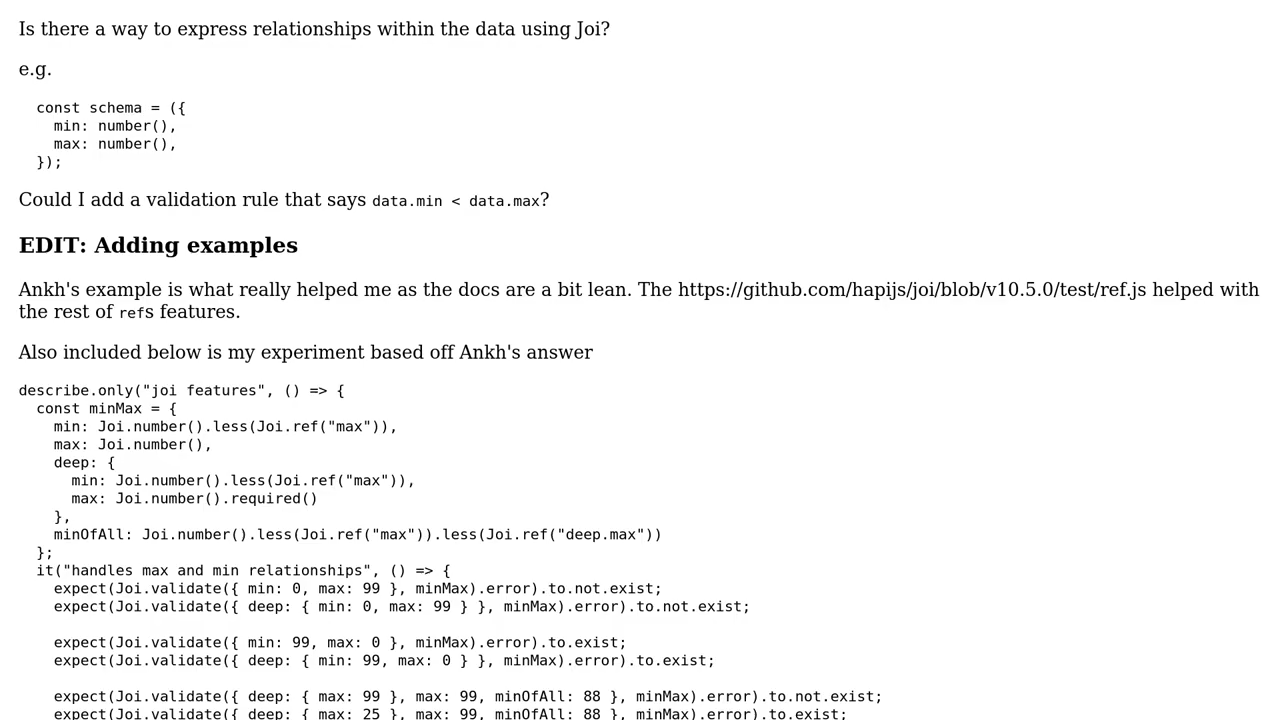 Is there a way to express relationships within the data using Joi?
e.g.
const schema = ({
min: number(),
max: number(),
});
Could I add a validation rule that says data.min < data.max?
EDIT: Adding examples
Ankh's example is what really helped me as the docs are a bit lean. The https://github.com/hapijs/joi/blob/v10.5.0/test/ref.js helped with
the rest of refs features.
Also included below is my experiment based off Ankh's answer
describe.only("joi features", () => {
const minMax = {
min: Joi.number().less(Joi.ref("max")),
max: Joi.number(),
deep: {
min: Joi.number().less(Joi.ref("max")),
max: Joi.number().required()
},
minOfAll: Joi.number().less(Joi.ref("max")).less(Joi.ref("deep.max"))
};
it("handles max and min relationships", () => {
expect(Joi.validate({ min: 0, max: 99 }, minMax).error).to.not.exist;
expect(Joi.validate({ deep: { min: 0, max: 99 } }, minMax).error).to.not.exist;
expect(Joi.validate({ min: 99, max: 0 }, minMax).error).to.exist;
expect(Joi.validate({ deep: { min: 99, max: 0 } }, minMax).error).to.exist;
expect(Joi.validate({ deep: { max: 99 }, max: 99, minOfAll: 88 }, minMax).error).to.not.exist;
expect(Joi.validate({ deep: { max: 25 }, max: 99, minOfAll: 88 }, minMax).error).to.exist;